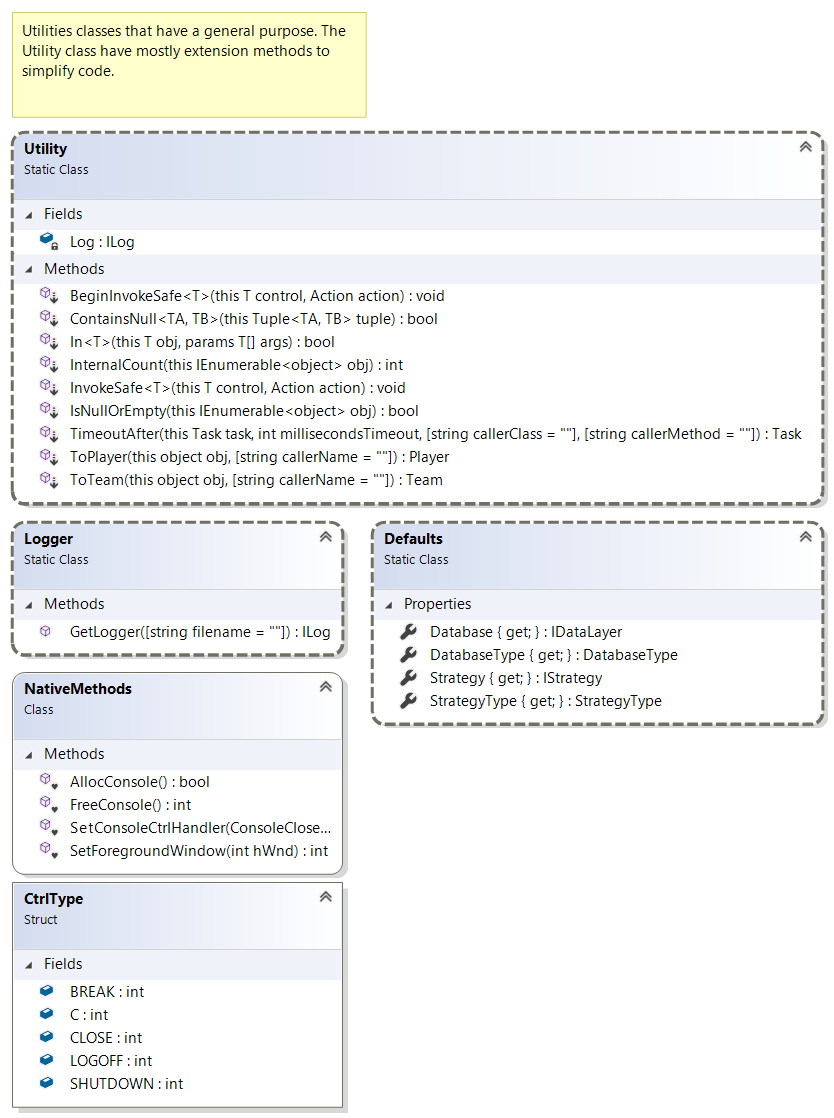 Utilities classes that have a general purpose. The
Utility class have mostly extension methods to
simplify code.
Utility
Static Class
Fields
Log : ILog
Methods
BeginInvokeSafe<T>(this T control, Action action) : void
ContainsNull<TA, TB>(this Tuple<TA, TB> tuple) : bool
In<T>(this T obj, params T[] args) : bool
InternalCount(this IEnumerable<object> obj) : int
InvokeSafe<T>(this T control, Action action) : void
IsNullOrEmpty(this IEnumerable<object> obj) : bool
TimeoutAfter(this Task task, int millisecondsTimeout, [string callerClass = ""], [string callerMethod = ""]) : Task
ToPlayer(this object obj, [string callerName = ""]) : Player
ToTeam(this object obj, [string callerName = ""]) : Team
Logger
Static Class
Methods
GetLogger([string filename = ""]) : ILog
Defaults
Static Class
Properties
Database { get; } : IDataLayer
DatabaseType { get; } : DatabaseType
Strategy { get; } : IStrategy
StrategyType { get; } : StrategyType
NativeMethods
Class
Methods
AllocConsole() : bool
FreeConsole() : int
SetConsoleCtrlHandler(ConsoleClose...
SetForegroundWindow(int hWnd) : int
CtrlType
Struct
Fields
BREAK : int
C : int
CLOSE : int
LOGOFF : int
SHUTDOWN : int